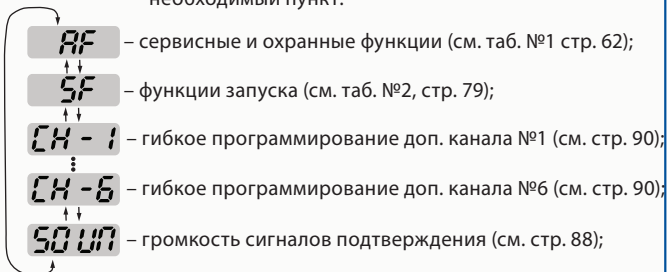 необходимый пункт:
AF – сервисные и охранные функции (см. таб. №1 стр. 62);
SF – функции запуска (см. таб. №2, стр. 79);
CH - 1 – гибкое программирование доп. канала №1 (см. стр. 90);
CH - 6 – гибкое программирование доп. канала №6 (см. стр. 90);
SOUN – громкость сигналов подтверждения (см. стр. 88);